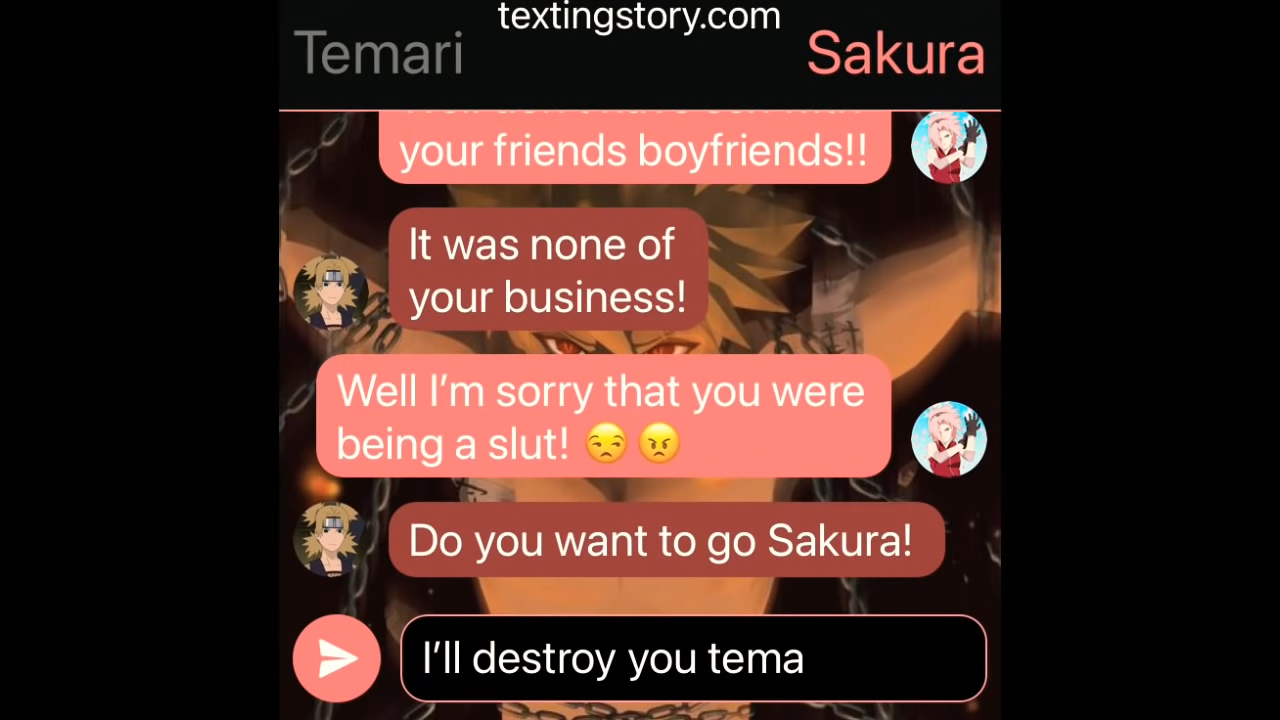 textingstory.com
Temari
Sakura
your friends boyfriends!!
It was none of
your business!
Well I’m sorry that you were
being a slut! 😒 😠
Do you want to go Sakura!
I’ll destroy you tema